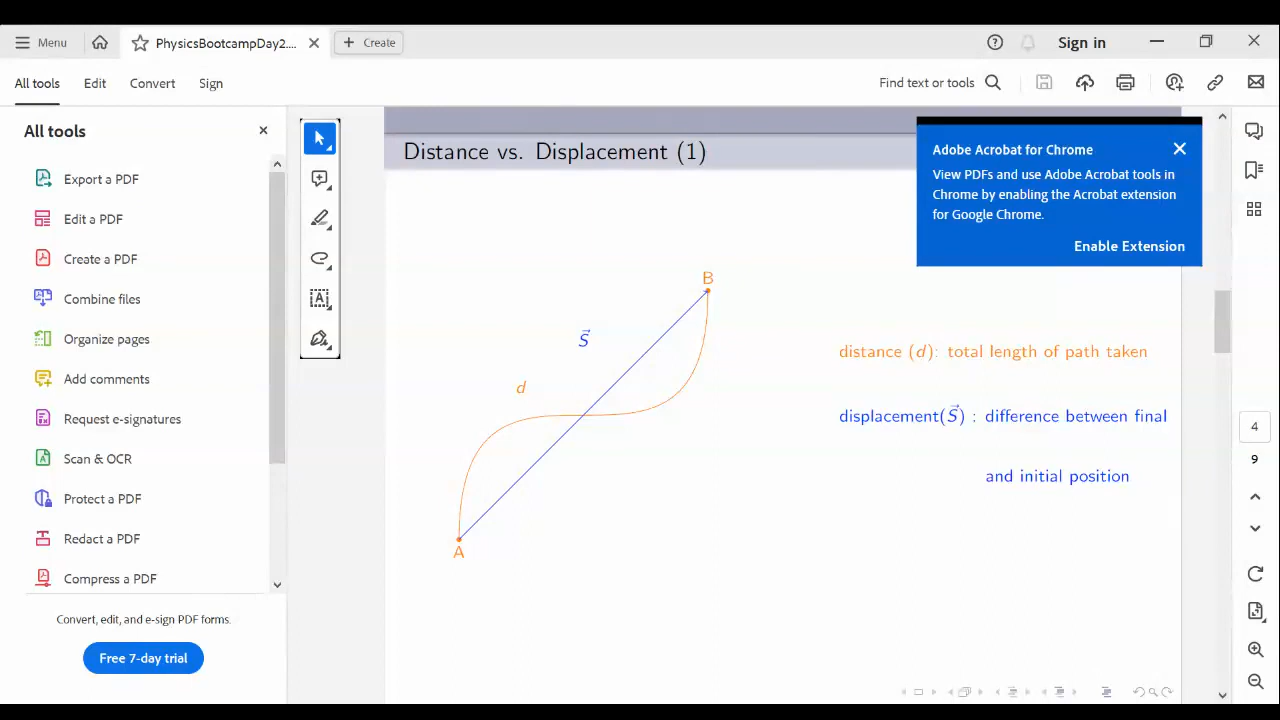 Menu
PhysicsBootcampDay2....
Create
Sign in
All tools
Edit
Convert
Sign
Find text or tools
All tools
Export a PDF
Edit a PDF
Create a PDF
Combine files
Organize pages
Add comments
Request e-signatures
Scan & OCR
Protect a PDF
Redact a PDF
Compress a PDF
Convert, edit, and e-sign PDF forms.
Free 7-day trial
Distance vs. Displacement (1)
Adobe Acrobat for Chrome
View PDFs and use Adobe Acrobat tools in
Chrome by enabling the Acrobat extension
for Google Chrome.
Enable Extension
B
S⃗
d
A
distance (d): total length of path taken
displacement(S⃗) : difference between final
and initial position
4
9